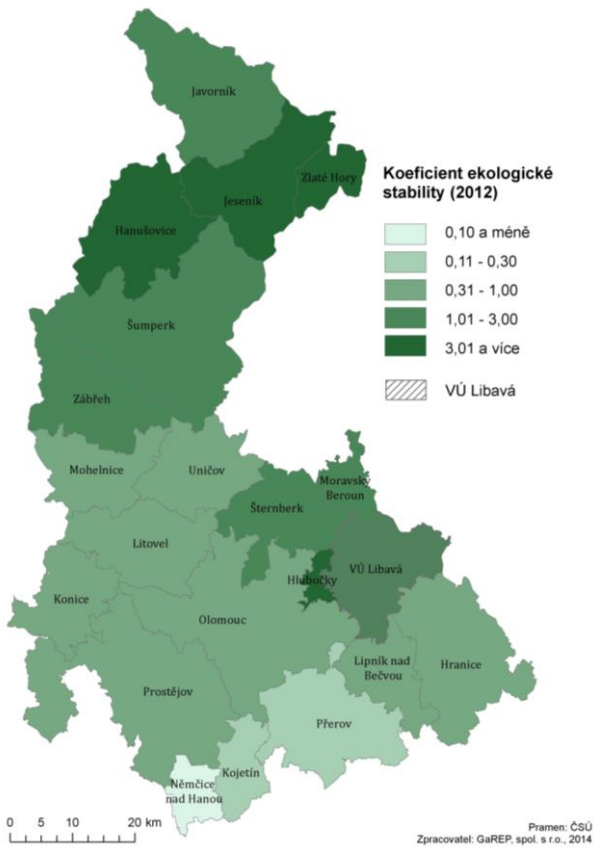 Javorník
Zlaté Hory
Jeseník
Hanušovice
Šumperk
Zábřeh
Mohelnice
Uničov
Moravský
Beroun
Šternberk
Litovel
VÚ Libavá
Hlubočky
Konice
Olomouc
Lipník nad
Bečvou
Hranice
Prostějov
Přerov
Kojetín
Němčice
nad Hanou
Koeficient ekologické
stability (2012)
0,10 a méně
0,11 - 0,30
0,31 - 1,00
1,01 - 3,00
3,01 a více
VÚ Libavá
0 5 10 20 km
Pramen: ČSÚ
Zpracovatel: GaREP, spol. s r.o., 2014